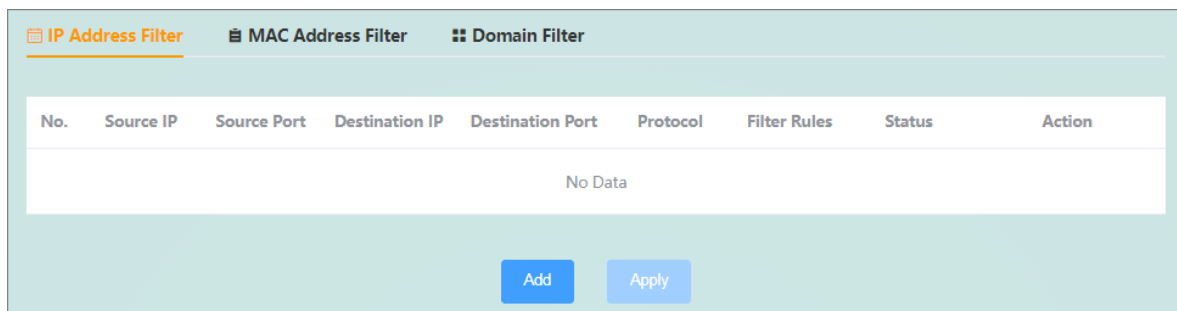 IP Address Filter MAC Address Filter Domain Filter
No. Source IP Source Port Destination IP Destination Port Protocol Filter Rules Status Action
No Data
Add Apply